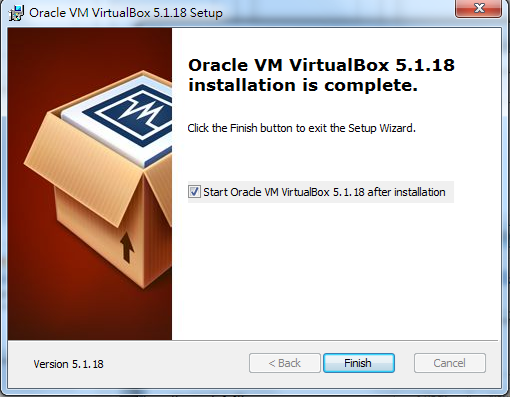 Oracle VM VirtualBox 5.1.18 Setup
Oracle VM VirtualBox 5.1.18
installation is complete.
Click the Finish button to exit the Setup Wizard.
Start Oracle VM VirtualBox 5.1.18 after installation
Version 5.1.18
< Back
Finish
Cancel